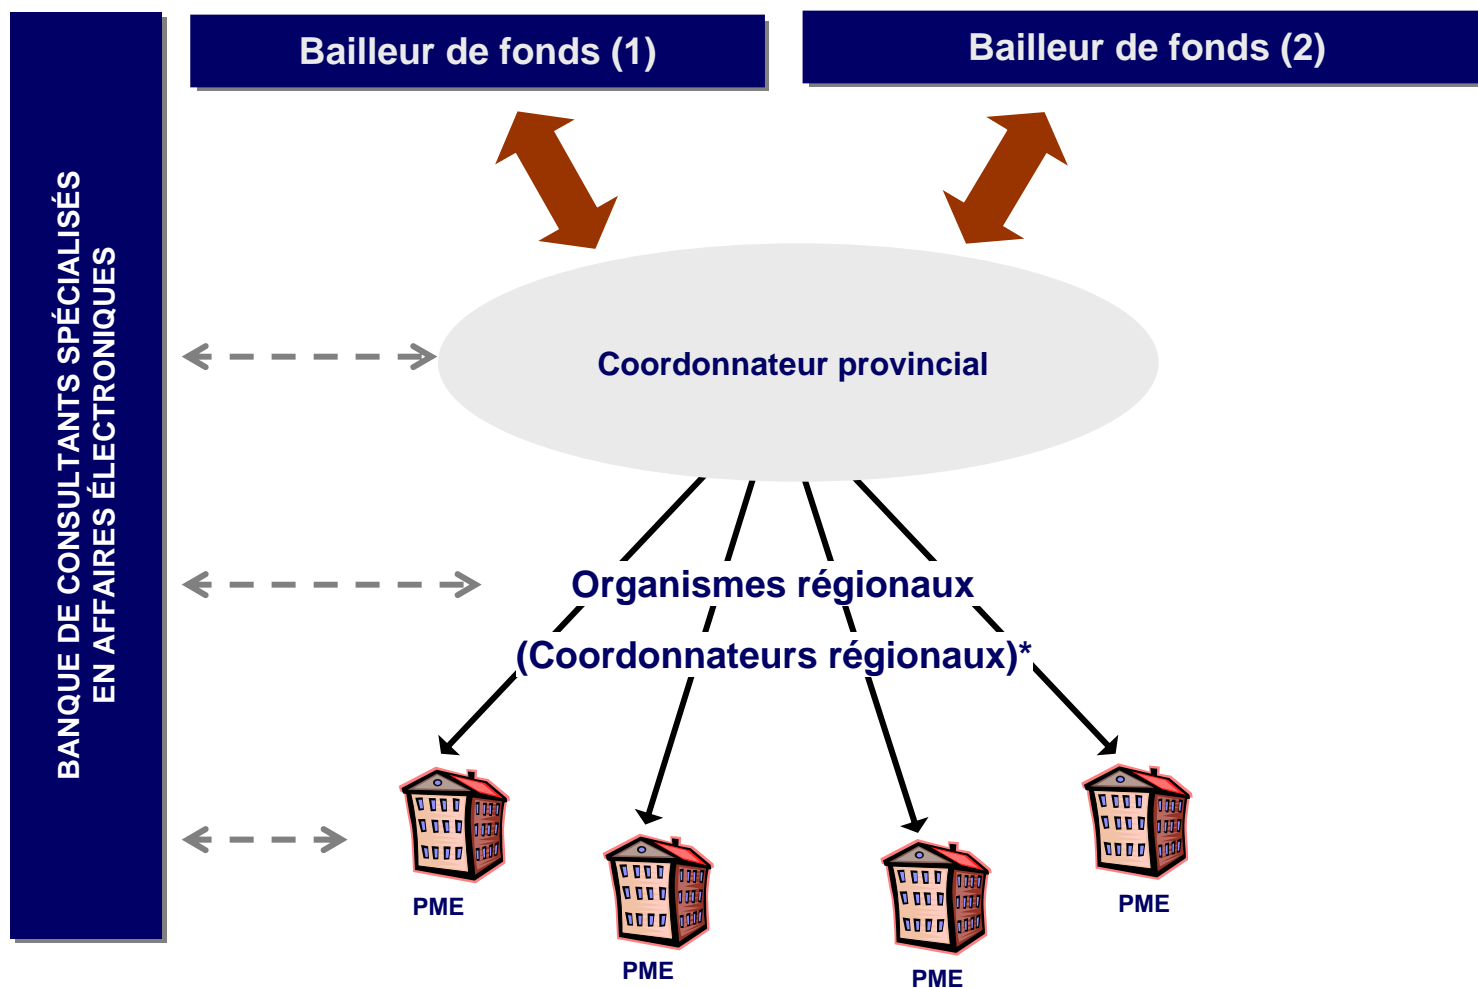 Bailleur de fonds (1)
Bailleur de fonds (2)
BANQUE DE CONSULTANTS SPÉCIALISÉS
EN AFFAIRES ÉLECTRONIQUES
Coordonnateur provincial
Organismes régionaux
(Coordonnateurs régionaux)*
PME
PME
PME
PME